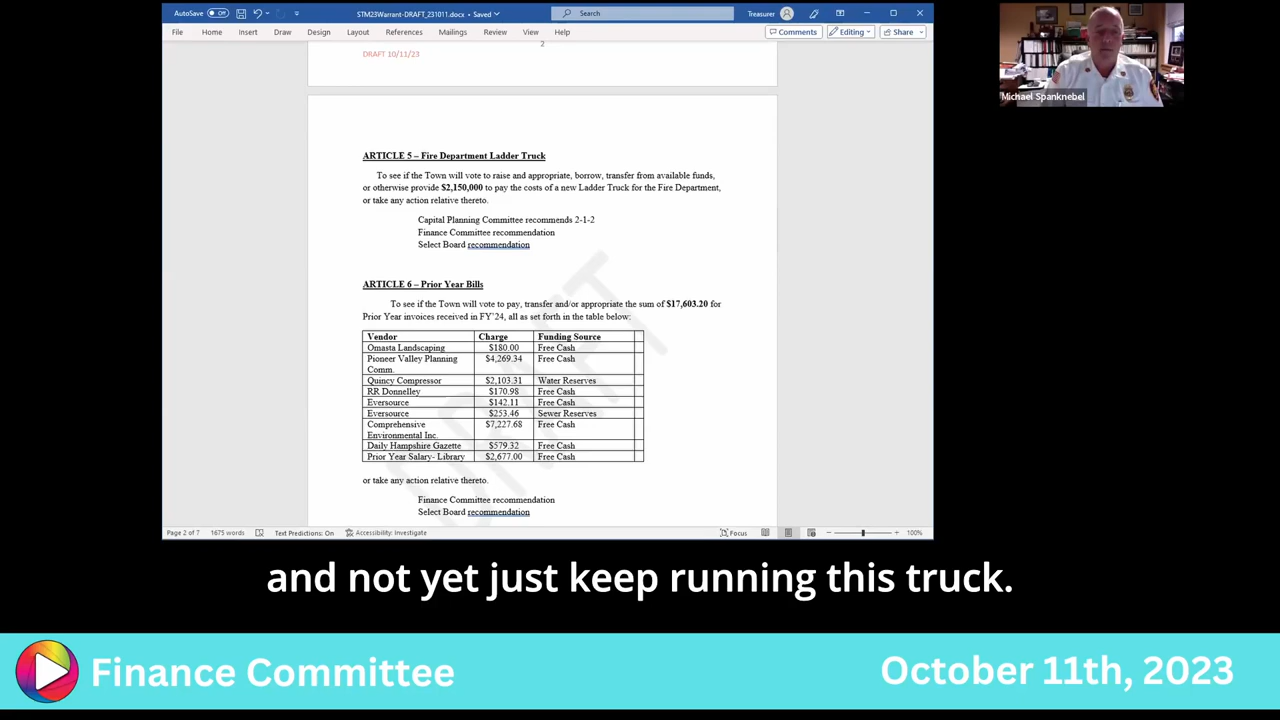 AutoSave Off
STM23Warrant-DRAFT_231011.docx • Saved
Search
Treasurer
File Home Insert Draw Design Layout References Mailings Review View Help
Comments Editing Share
2
DRAFT 10/11/23
ARTICLE 5 – Fire Department Ladder Truck
To see if the Town will vote to raise and appropriate, borrow, transfer from available funds,
or otherwise provide $2,150,000 to pay the costs of a new Ladder Truck for the Fire Department,
or take any action relative thereto.
Capital Planning Committee recommends 2-1-2
Finance Committee recommendation
Select Board recommendation
ARTICLE 6 – Prior Year Bills
To see if the Town will vote to pay, transfer and/or appropriate the sum of $17,603.20 for
Prior Year invoices received in FY’24, all as set forth in the table below:
Vendor Charge Funding Source
Omasta Landscaping $180.00 Free Cash
Pioneer Valley Planning $4,269.34 Free Cash
Comm.
Quincy Compressor $2,103.31 Water Reserves
RR Donnelley $170.98 Free Cash
Eversource $142.11 Free Cash
Eversource $253.46 Sewer Reserves
Comprehensive $7,227.68 Free Cash
Environmental Inc.
Daily Hampshire Gazette $579.32 Free Cash
Prior Year Salary- Library $2,677.00 Free Cash
or take any action relative thereto.
Finance Committee recommendation
Select Board recommendation
DRAFT
Page 2 of 7 1675 words Text Predictions: On Accessibility: Investigate Focus 100%
Michael Spanknebel
and not yet just keep running this truck.
Finance Committee
October 11th, 2023